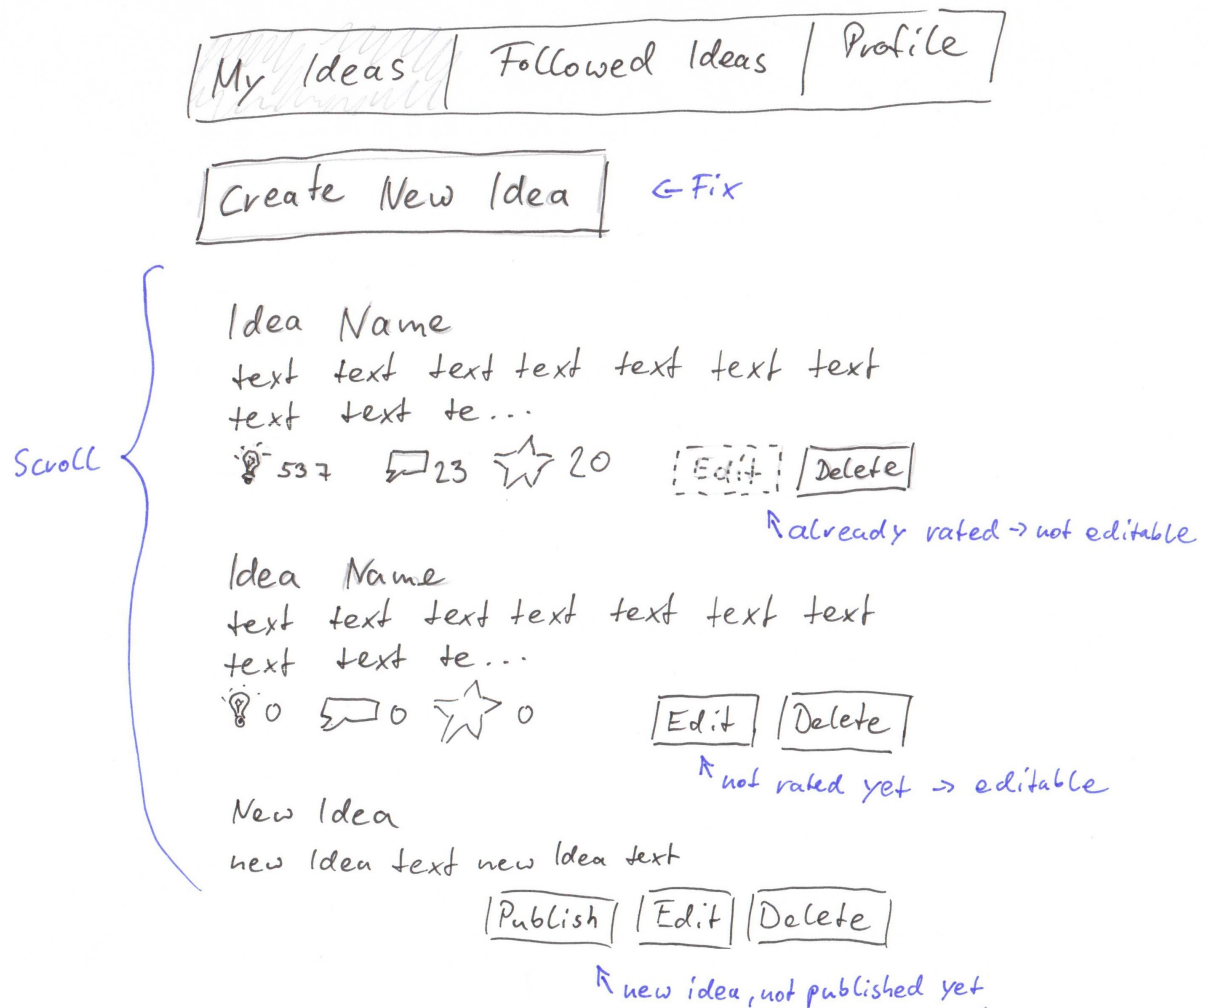 My Ideas Followed Ideas Profile
Create New Idea ← Fix
Idea Name
text text text text text text text
text text te...
Scroll
537 23 20 Edit Delete
already rated → not editable
Idea Name
text text text text text text text
text text te...
0 0 0 Edit Delete
not rated yet → editable
New Idea
new Idea text new Idea text
Publish Edit Delete
new idea, not published yet